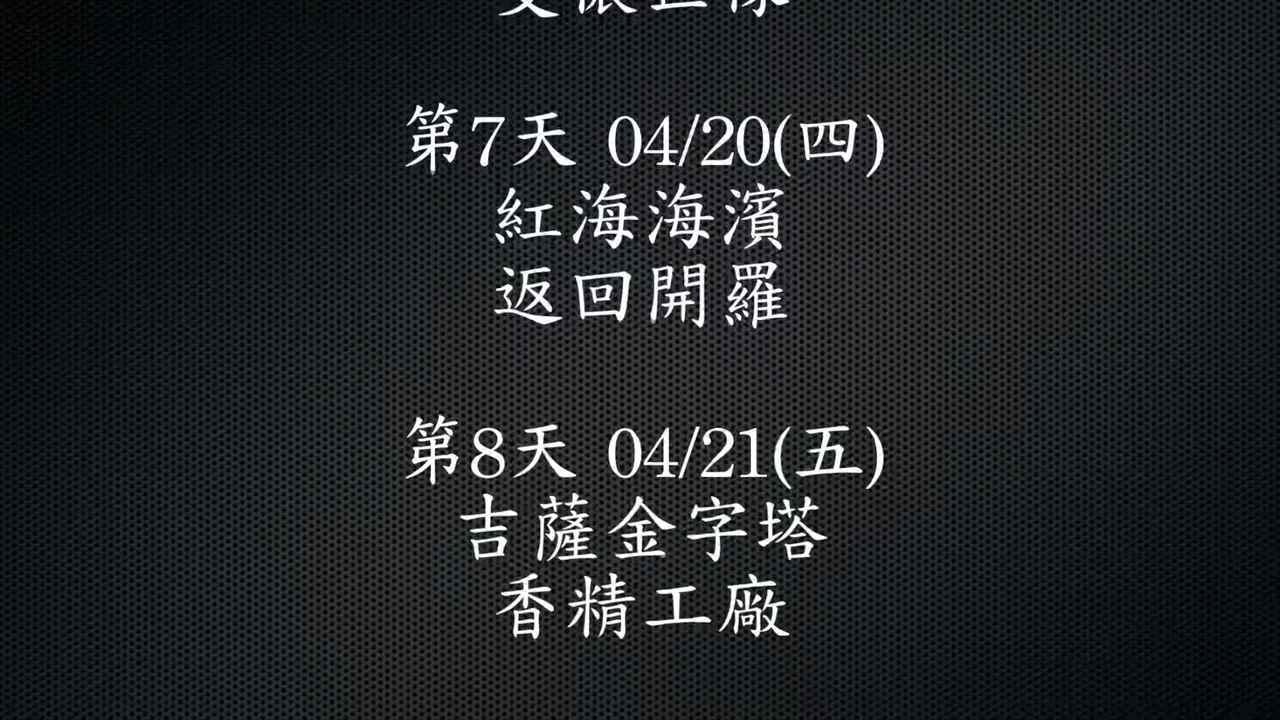 第7天 04/20(四)
紅海海濱
返回開羅
第8天 04/21(五)
吉薩金字塔
香精工廠